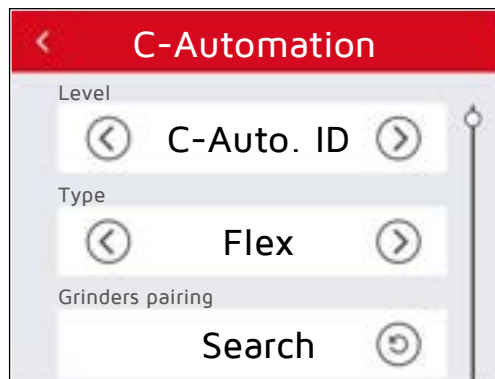 C-Automation
Level
C-Auto. ID
Type
Flex
Grinders pairing
Search